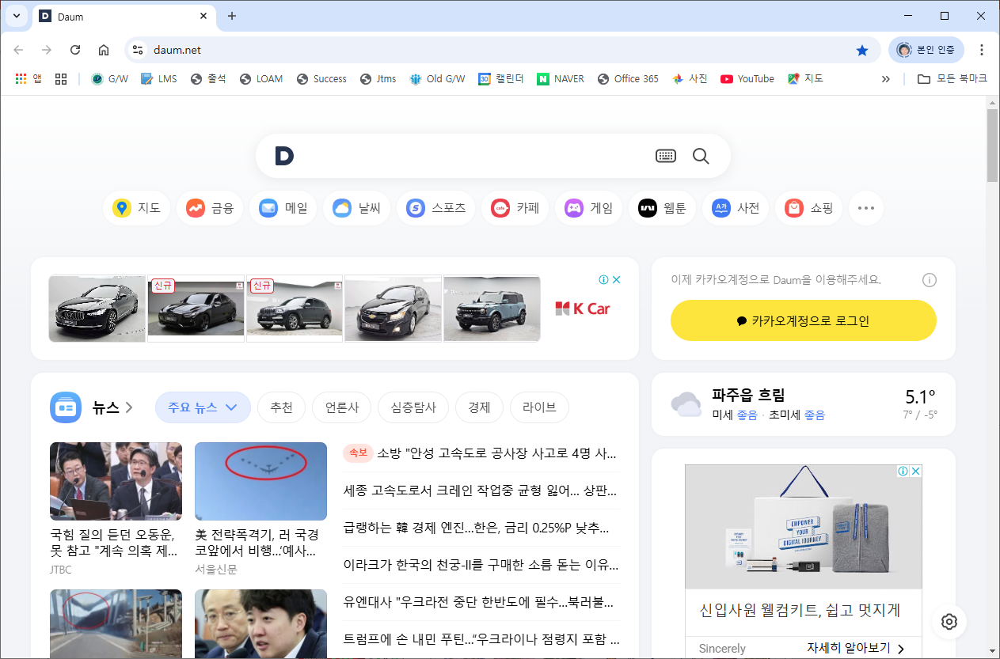 Daum
daum.net
본인 인증
앱
G/W
LMS
출석
LOAM
Success
Jtms
Old G/W
캘린더
NAVER
Office 365
사진
YouTube
지도
모든 북마크
지도
금융
메일
날씨
스포츠
카페
게임
웹툰
사전
쇼핑
신규
신규
K Car
이제 카카오계정으로 Daum을 이용해주세요.
카카오계정으로 로그인
뉴스
주요 뉴스
추천
언론사
심층탐사
경제
라이브
파주읍 흐림
미세 좋음 · 초미세 좋음
5.1°
7° / -5°
국힘 질의 듣던 오동운,
못 참고 "계속 의혹 제...
JTBC
美 전략폭격기, 러 국경
코앞에서 비행...‘예사...
서울신문
속보 소방 "안성 고속도로 공사장 사고로 4명 사...
세종 고속도로서 크레인 작업중 균형 잃어... 상판...
급랭하는 韓 경제 엔진...한은, 금리 0.25%P 낮추...
이라크가 한국의 천궁-II를 구매한 소름 돋는 이유...
유엔대사 "우크라전 중단 한반도에 필수...북러불...
트럼프에 손 내민 푸틴...“우크라이나 점령지 포함 ...
EMPOWER
YOUR
DIGITAL JOURNEY
신입사원 웰컴키트, 쉽고 멋지게
Sincerely
자세히 알아보기